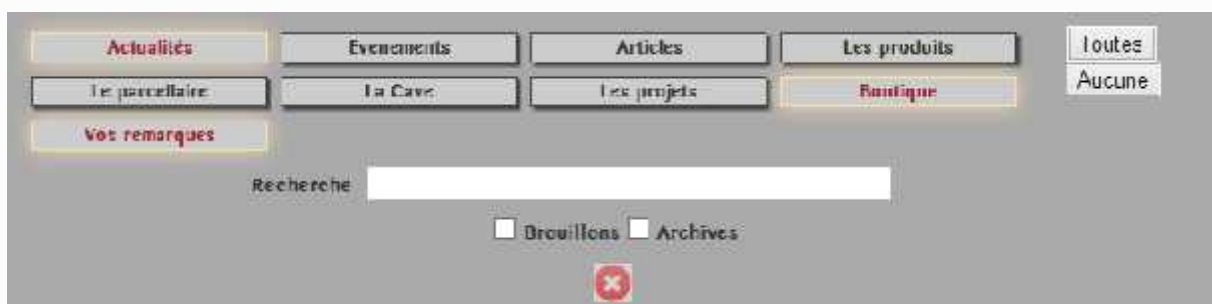 Actualités Evenements Articles Les produits Toutes
Le parcellaire La Cave Les projets Boutique Aucune
Vos remarques
Recherche
Brouillons Archives